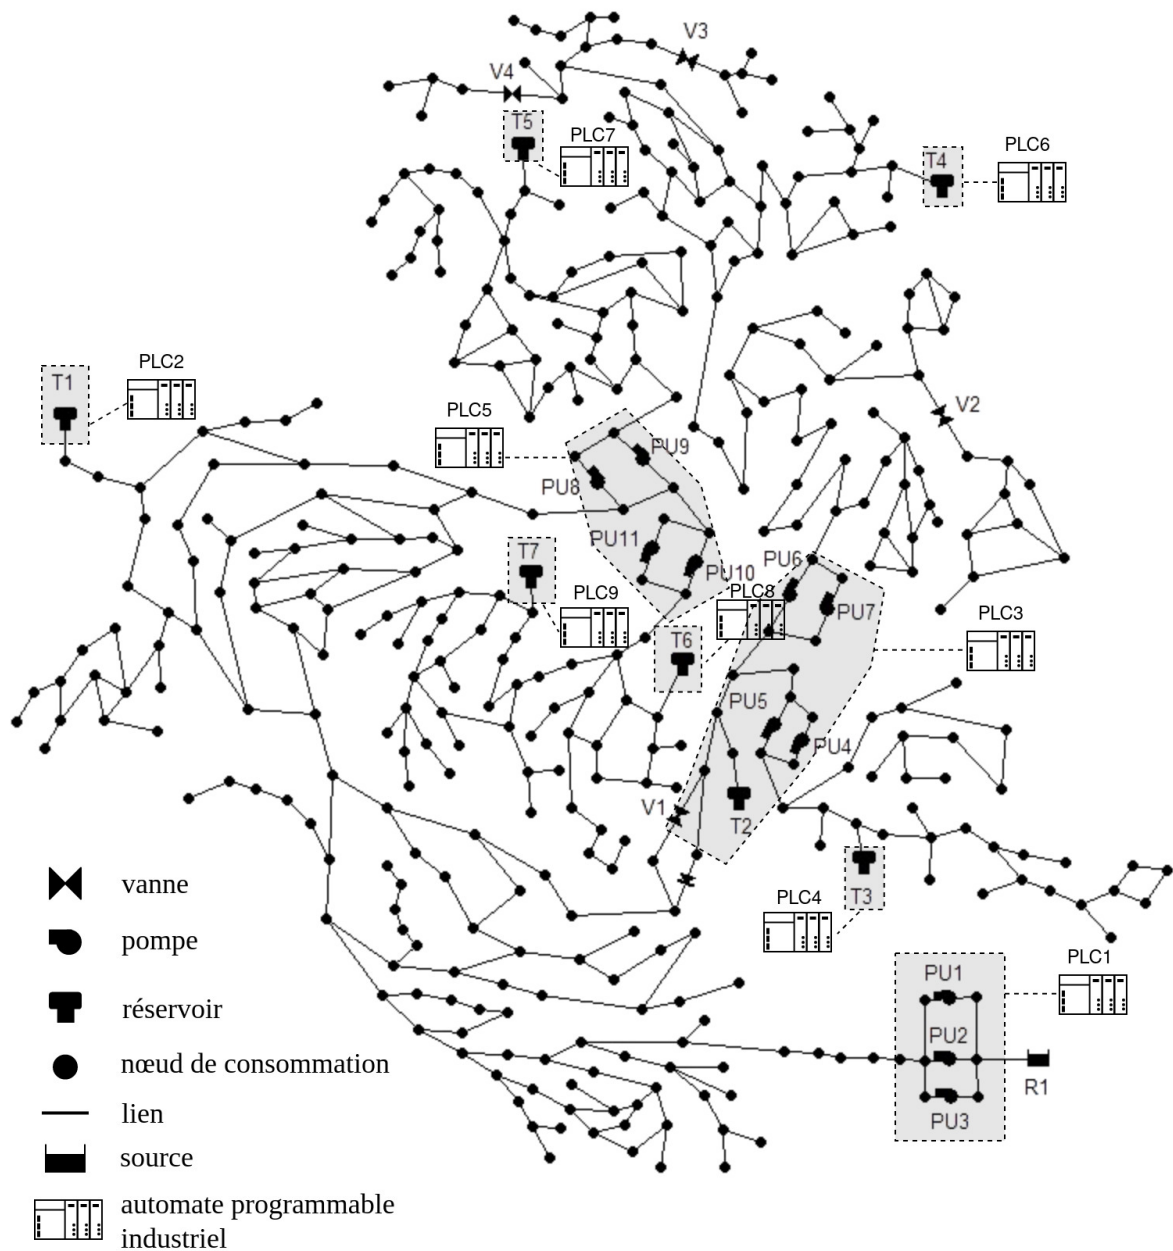 V3
V4
T5
PLC7
PLC6
T4
PLC2
T1
V2
PLC5
PU9
PU8
PU11
T7
PU10
PU6
PLC8
PLC9
PU7
PLC3
T6
PU5
PU4
V1
T2
vanne
T3
PLC4
pompe
PLC1
PU1
réservoir
PU2
nœud de consommation
R1
lien
PU3
source
automate programmable
industriel